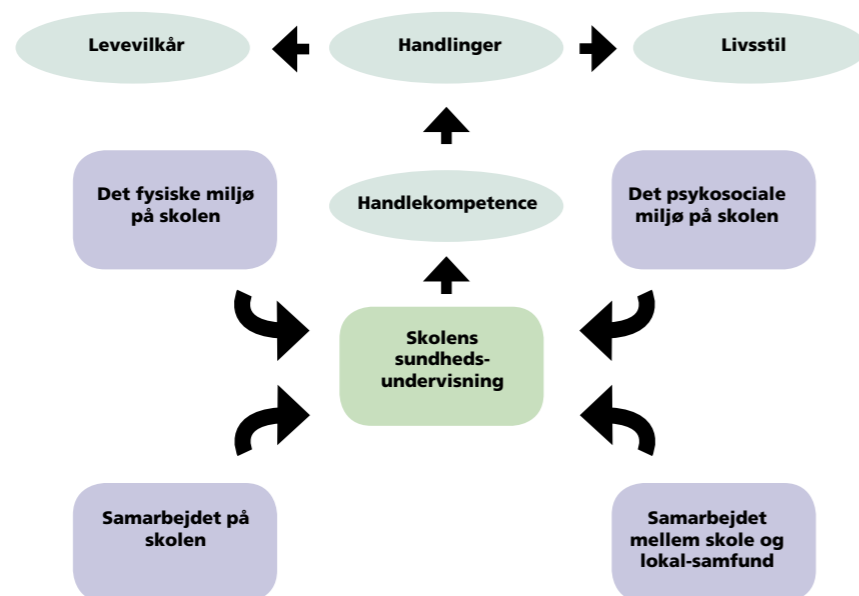 Levevilkår
Handlinger
Livsstil
Det fysiske miljø
på skolen
Handlekompetence
Det psykosociale
miljø på skolen
Skolens
sundheds-
undervisning
Samarbejdet på
skolen
Samarbejdet
mellem skole og
lokal-samfund